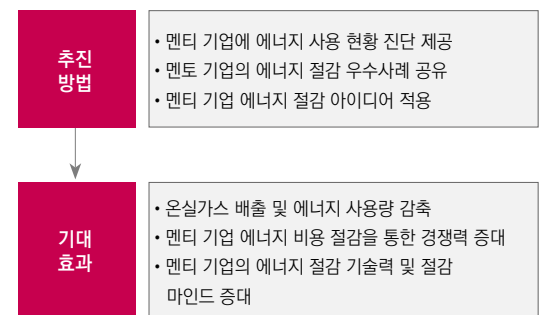 추진
방법
• 멘티 기업에 에너지 사용 현황 진단 제공
• 멘토 기업의 에너지 절감 우수사례 공유
• 멘티 기업 에너지 절감 아이디어 적용
기대
효과
• 온실가스 배출 및 에너지 사용량 감축
• 멘티 기업 에너지 비용 절감을 통한 경쟁력 증대
• 멘티 기업의 에너지 절감 기술력 및 절감
마인드 증대